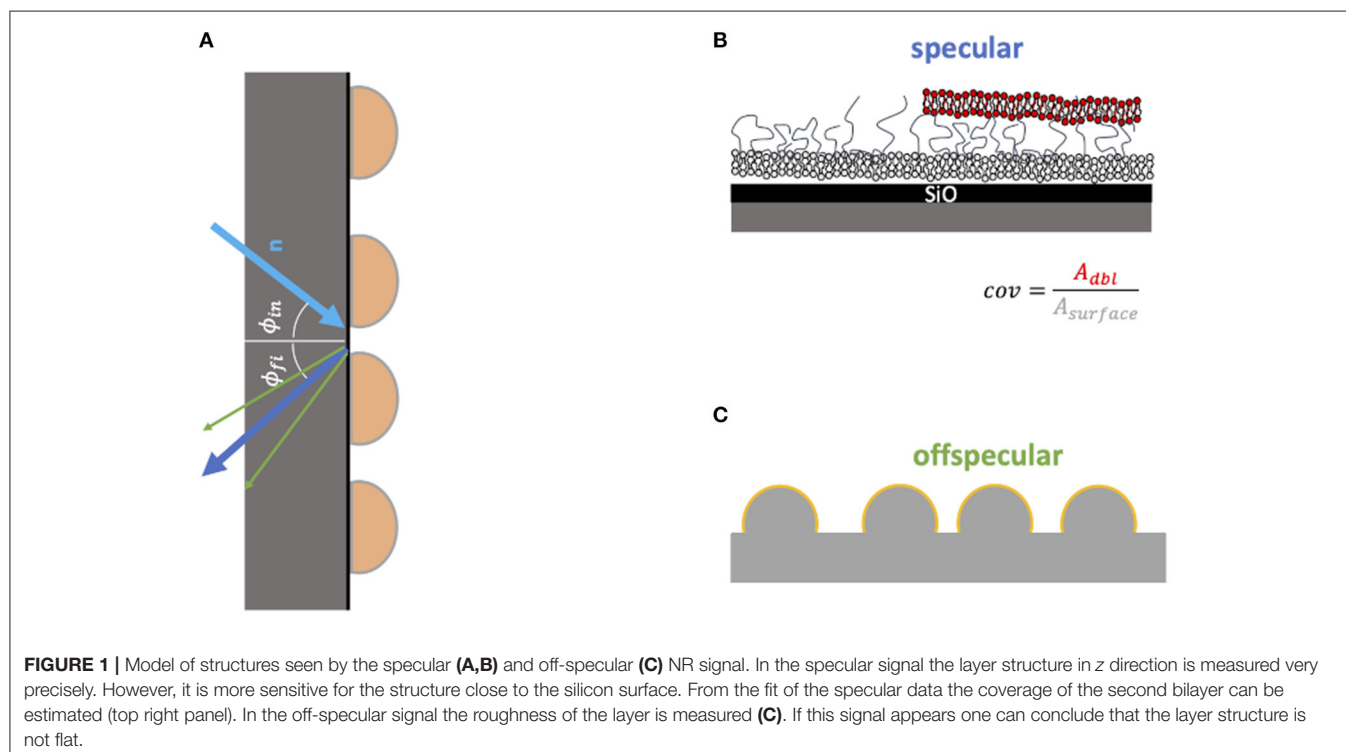 A
n
ϕin
ϕfi
B
specular
SiO
cov = Adbl / Asurface
C
offspecular
FIGURE 1 | Model of structures seen by the specular (A,B) and off-specular (C) NR signal. In the specular signal the layer structure in z direction is measured very
precisely. However, it is more sensitive for the structure close to the silicon surface. From the fit of the specular data the coverage of the second bilayer can be
estimated (top right panel). In the off-specular signal the roughness of the layer is measured (C). If this signal appears one can conclude that the layer structure is
not flat.